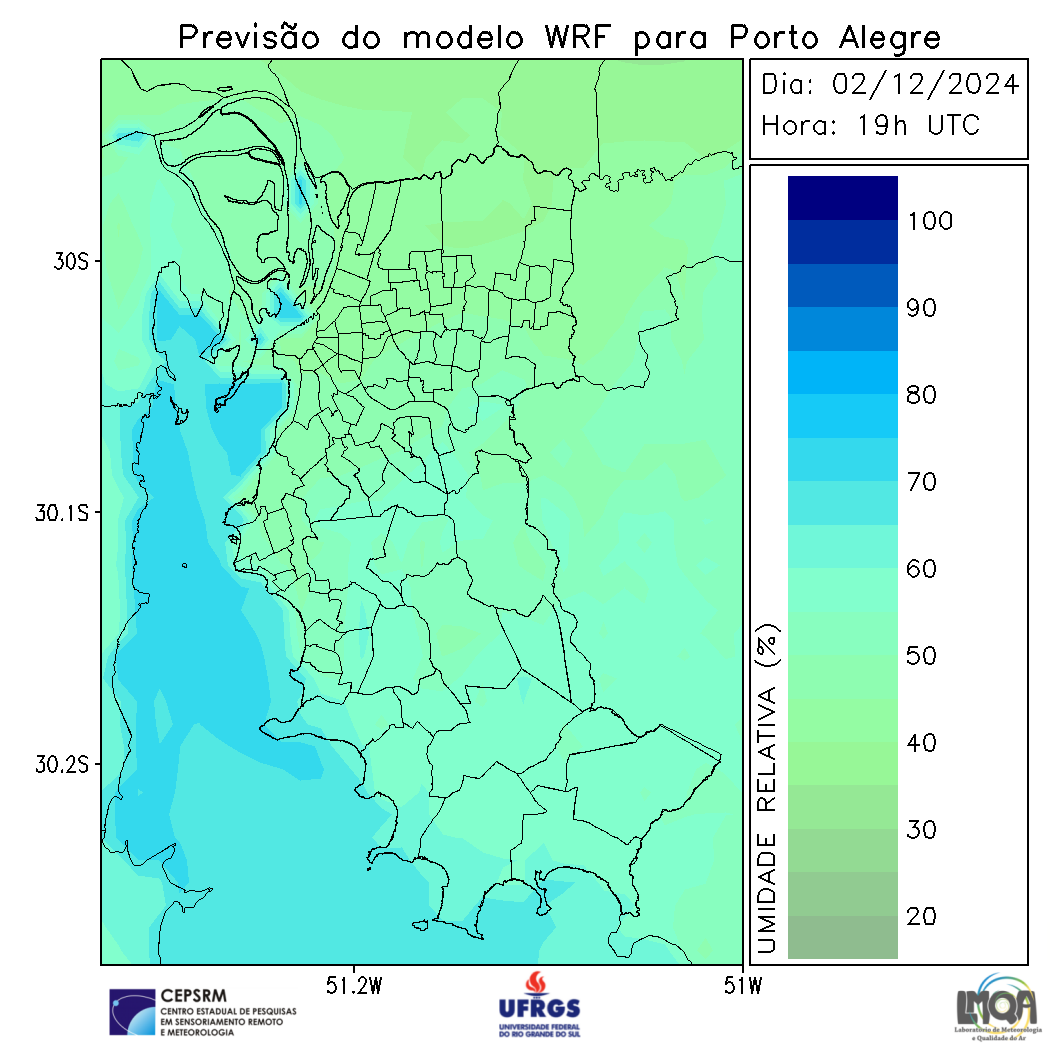 Previsão do modelo WRF para Porto Alegre
Dia: 02/12/2024
Hora: 19h UTC
30S
30.1S
30.2S
51.2W
51W
UMIDADE RELATIVA (%)
100
90
80
70
60
50
40
30
20
CEPSRM
CENTRO ESTADUAL DE PESQUISAS
EM SENSORIAMENTO REMOTO
E METEOROLOGIA
UFRGS
UNIVERSIDADE FEDERAL
DO RIO GRANDE DO SUL
LMQA
Laboratório de Meteorologia
e Qualidade do Ar